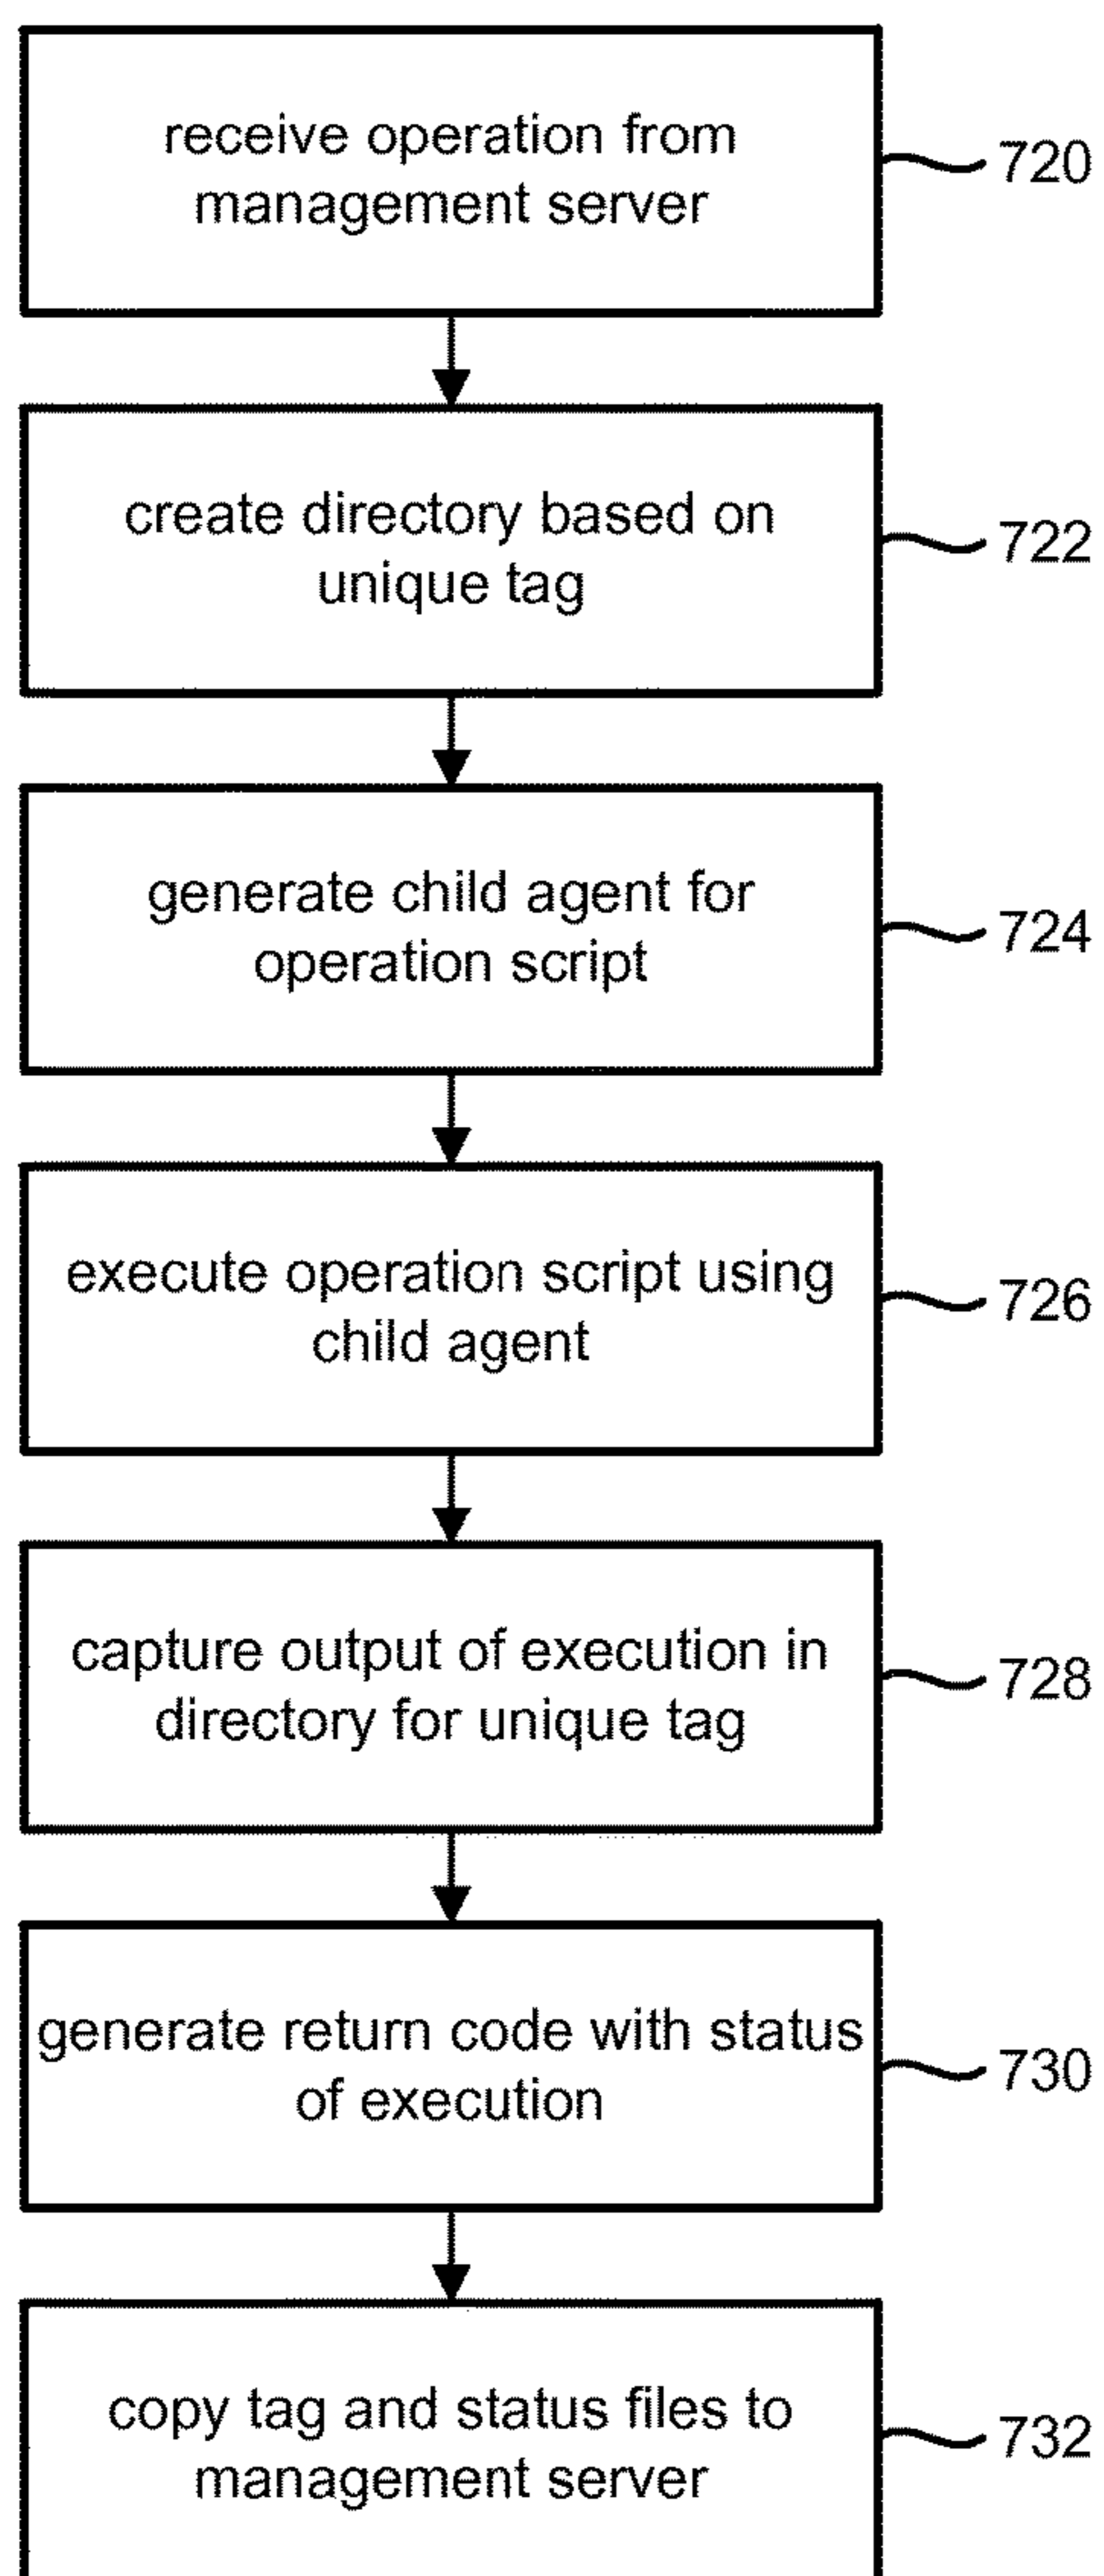 receive operation from
management server
720
create directory based on
unique tag
722
generate child agent for
operation script
724
execute operation script using
child agent
726
capture output of execution in
directory for unique tag
728
generate return code with status
of execution
730
copy tag and status files to
management server
732